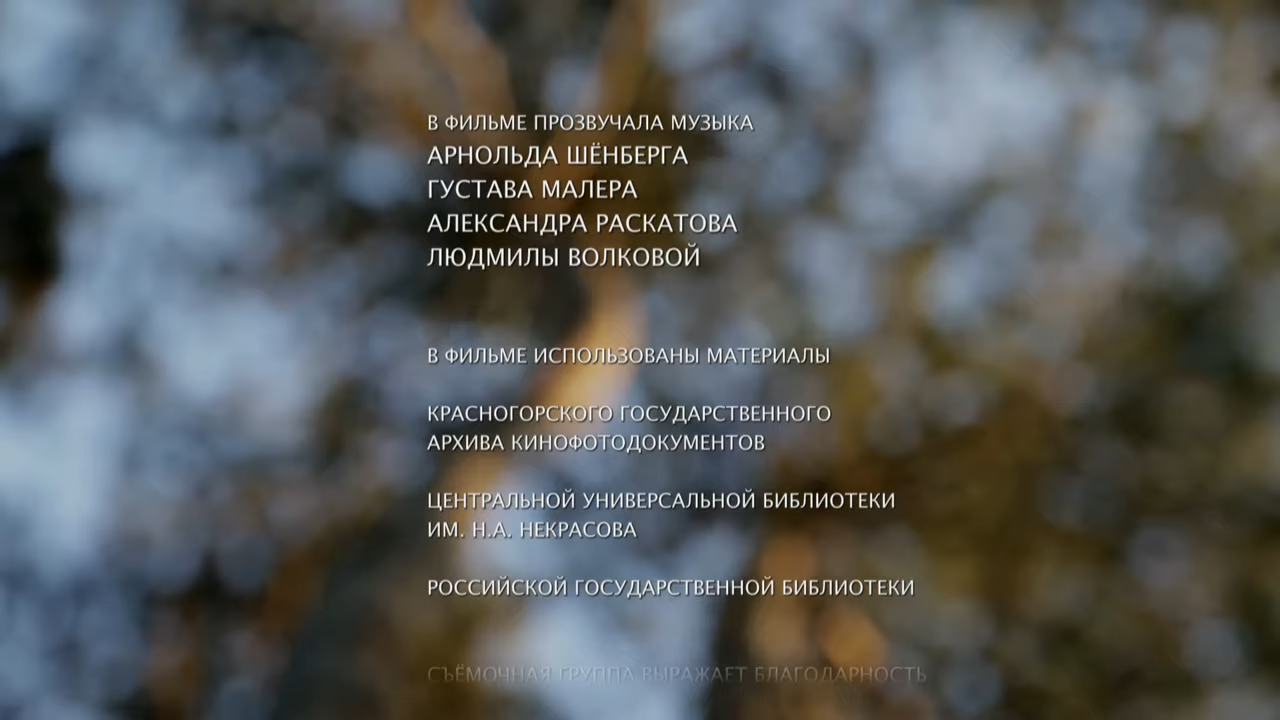 В ФИЛЬМЕ ПРОЗВУЧАЛА МУЗЫКА
АРНОЛЬДА ШЁНБЕРГА
ГУСТАВА МАЛЕРА
АЛЕКСАНДРА РАСКАТОВА
ЛЮДМИЛЫ ВОЛКОВОЙ
В ФИЛЬМЕ ИСПОЛЬЗОВАНЫ МАТЕРИАЛЫ
КРАСНОГОРСКОГО ГОСУДАРСТВЕННОГО
АРХИВА КИНОФОТОДОКУМЕНТОВ
ЦЕНТРАЛЬНОЙ УНИВЕРСАЛЬНОЙ БИБЛИОТЕКИ
ИМ. Н.А. НЕКРАСОВА
РОССИЙСКОЙ ГОСУДАРСТВЕННОЙ БИБЛИОТЕКИ
СЪЁМОЧНАЯ ГРУППА ВЫРАЖАЕТ БЛАГОДАРНОСТЬ